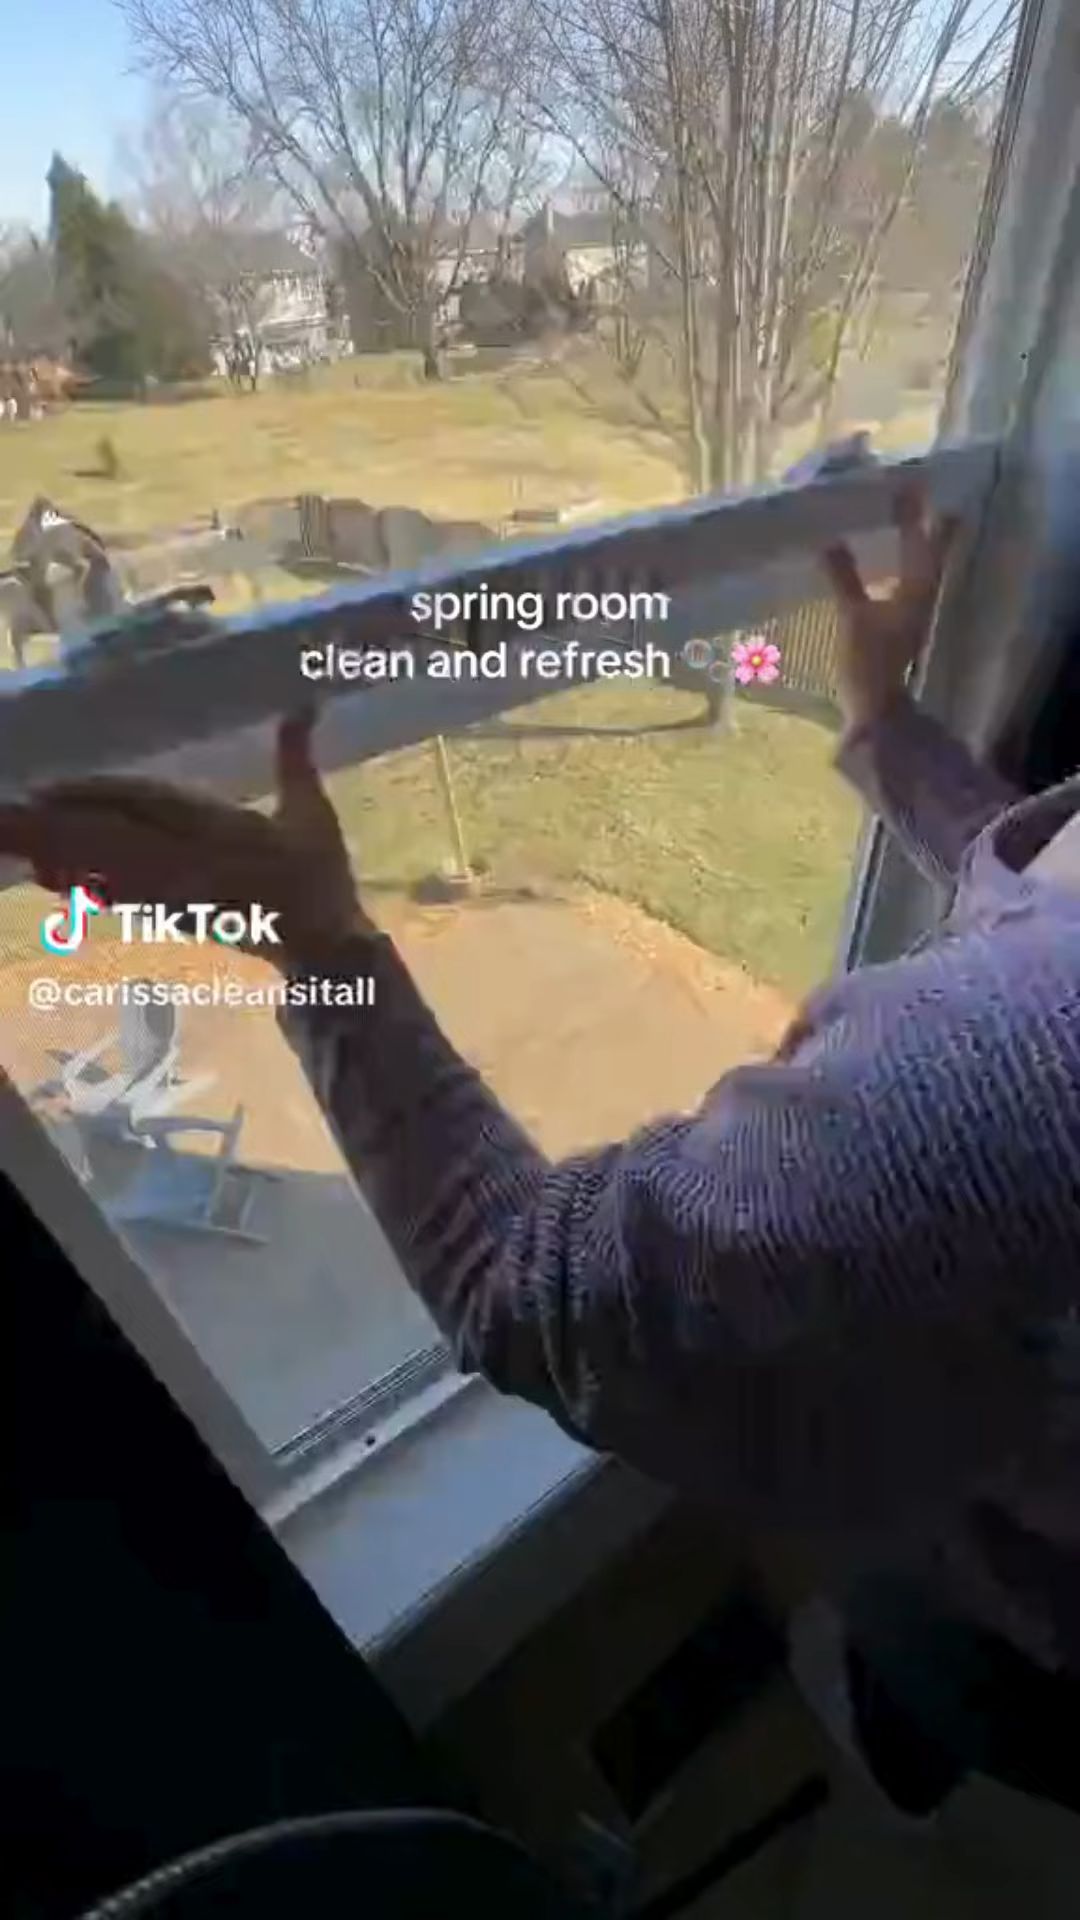 spring room
clean and refresh 🫧🌸
TikTok
@carissacleansitall